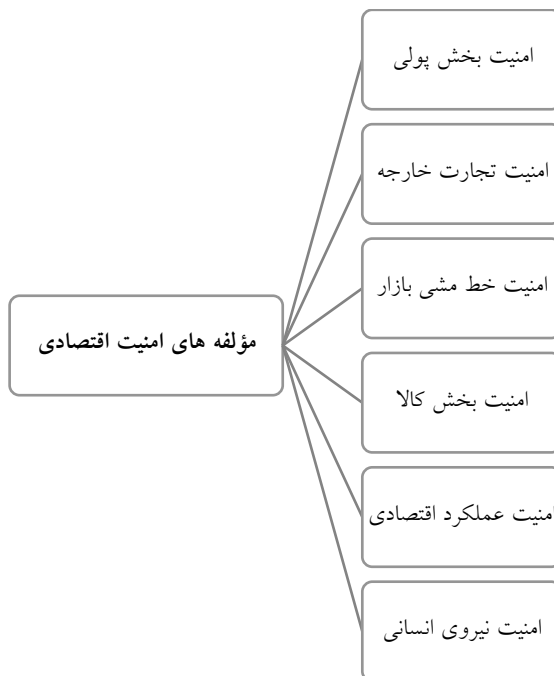 امنیت بخش پولی
امنیت تجارت خارجه
امنیت خط مشی بازار
مؤلفه های امنیت اقتصادی
امنیت بخش کالا
امنیت عملکرد اقتصادی
امنیت نیروی انسانی